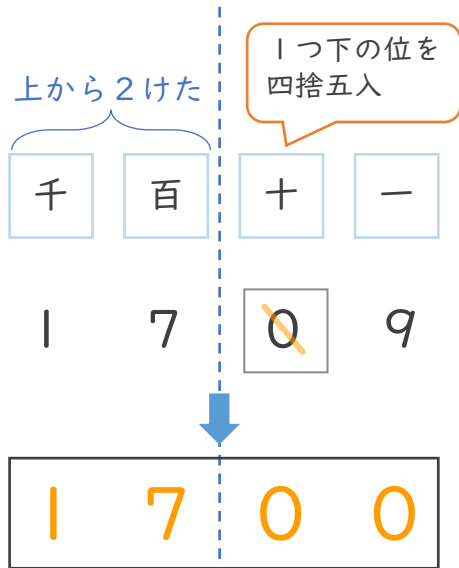 1つ下の位を
四捨五入
上から2けた
千 百 十 一
1 7 0 9
1 7 0 0